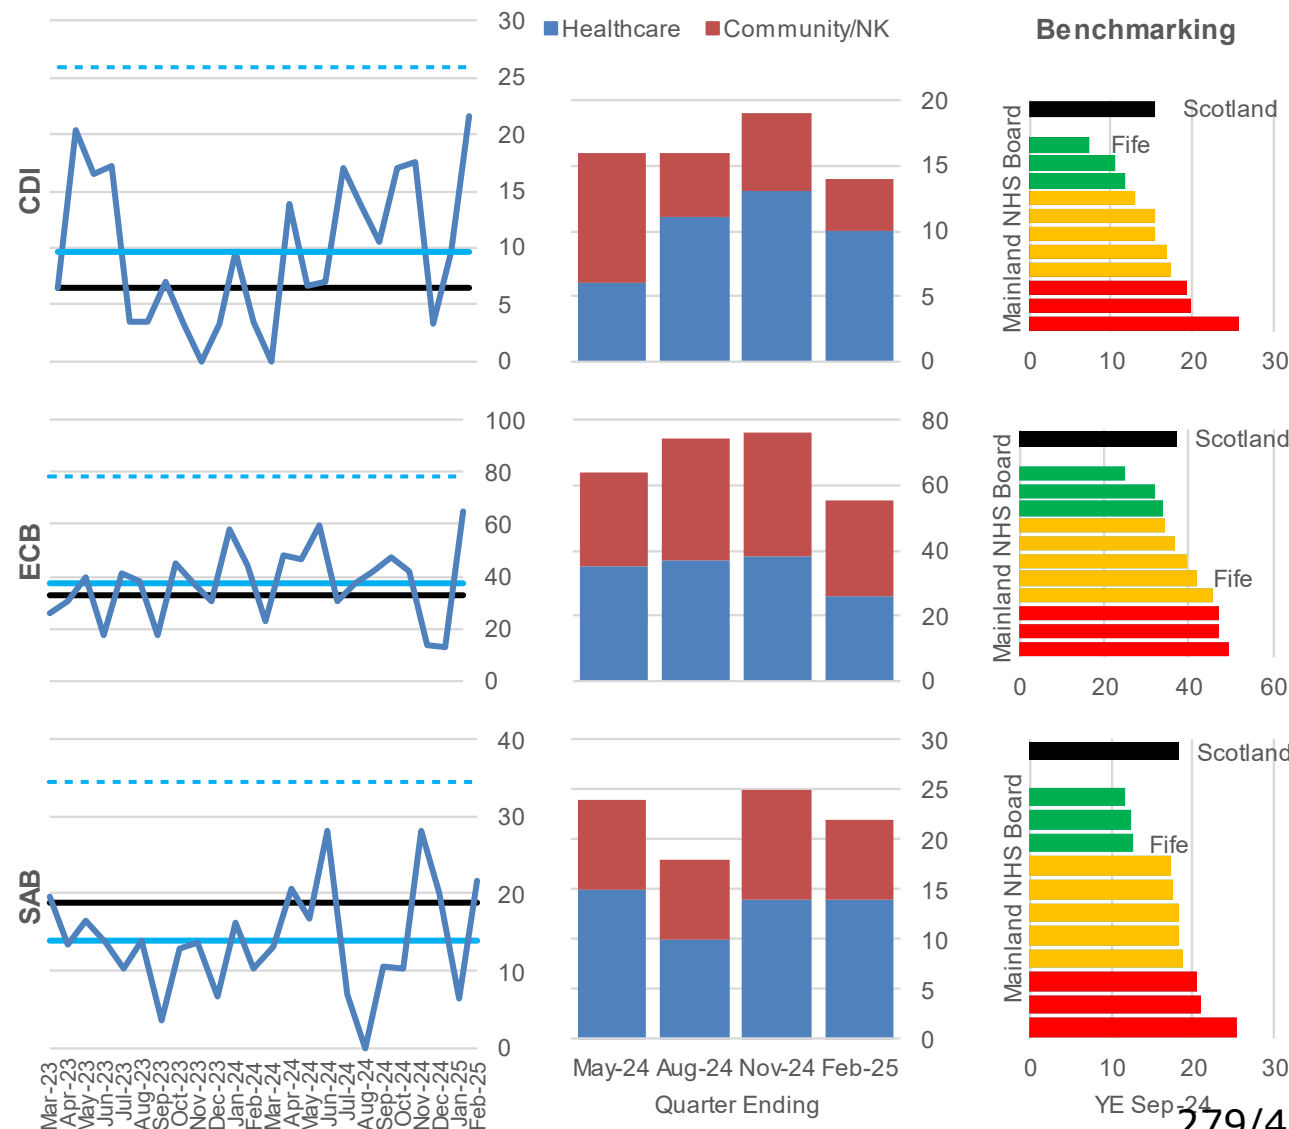 Healthcare
Community/NK
Benchmarking
CDI
30
25
20
15
10
5
0
20
15
10
5
0
Mainland NHS Board
Scotland
Fife
0 10 20 30
ECB
100
80
60
40
20
0
80
60
40
20
0
Mainland NHS Board
Scotland
Fife
0 20 40 60
SAB
40
30
20
10
0
30
25
20
15
10
5
0
Mainland NHS Board
Scotland
Fife
0 10 20 30
Mar-23
Apr-23
May-23
Jun-23
Jul-23
Aug-23
Sep-23
Oct-23
Nov-23
Dec-23
Jan-24
Feb-24
Mar-24
Apr-24
May-24
Jun-24
Jul-24
Aug-24
Sep-24
Oct-24
Nov-24
Dec-24
Jan-25
Feb-25
May-24 Aug-24 Nov-24 Feb-25
Quarter Ending
YE Sep-24
279/4